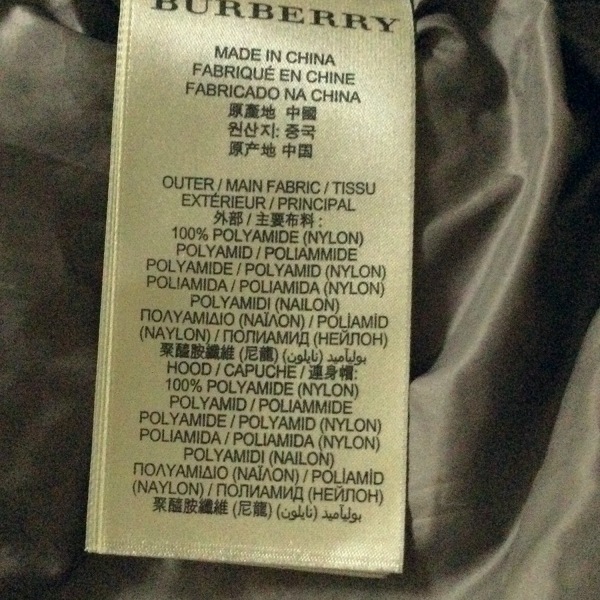 BURBERRY
MADE IN CHINA
FABRIQUÉ EN CHINE
FABRICADO NA CHINA
原產地 中國
원산지: 중국
原产地 中国
OUTER / MAIN FABRIC / TISSU
EXTÉRIEUR / PRINCIPAL
外部 / 主要布料 :
100% POLYAMIDE (NYLON)
POLYAMID / POLIAMMIDE
POLYAMIDE / POLYAMID (NYLON)
POLIAMIDA / POLIAMIDA (NYLON)
POLYAMIDI (NAILON)
ΠΟΛΥΑΜΙΔΙΟ (ΝΑΪΛΟΝ) / POLİAMİD
(NAYLON) / ПОЛИАМИД (НЕЙЛОН)
聚醯胺纖維 (尼龍) (نايلون) بولياميد
HOOD / CAPUCHE / 連身帽:
100% POLYAMIDE (NYLON)
POLYAMID / POLIAMMIDE
POLYAMIDE / POLYAMID (NYLON)
POLIAMIDA / POLIAMIDA (NYLON)
POLYAMIDI (NAILON)
ΠΟΛΥΑΜΙΔΙΟ (ΝΑΪΛΟΝ) / POLİAMİD
(NAYLON) / ПОЛИАМИД (НЕЙЛОН)
聚醯胺纖維 (尼龍) (نايلون) بولياميد